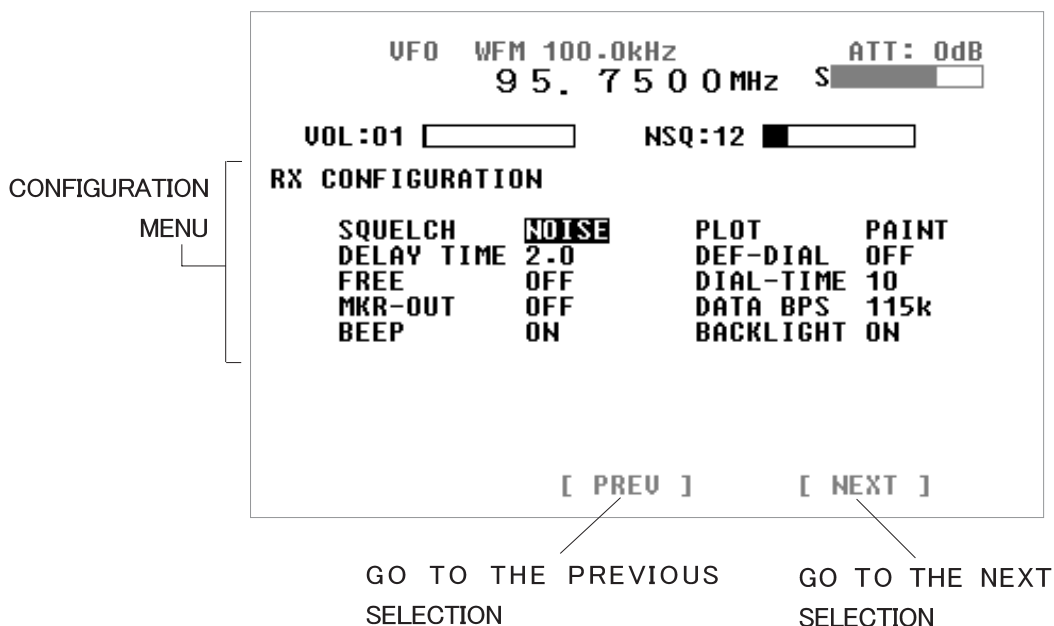 VFO WFM 100.0kHz ATT: 0dB
95.7500MHz S
VOL:01 NSQ:12
CONFIGURATION
MENU
RX CONFIGURATION
SQUELCH NOISE PLOT PAINT
DELAY TIME 2.0 DEF-DIAL OFF
FREE OFF DIAL-TIME 10
MKR-OUT OFF DATA BPS 115k
BEEP ON BACKLIGHT ON
[ PREV ] [ NEXT ]
GO TO THE PREVIOUS
SELECTION
GO TO THE NEXT
SELECTION